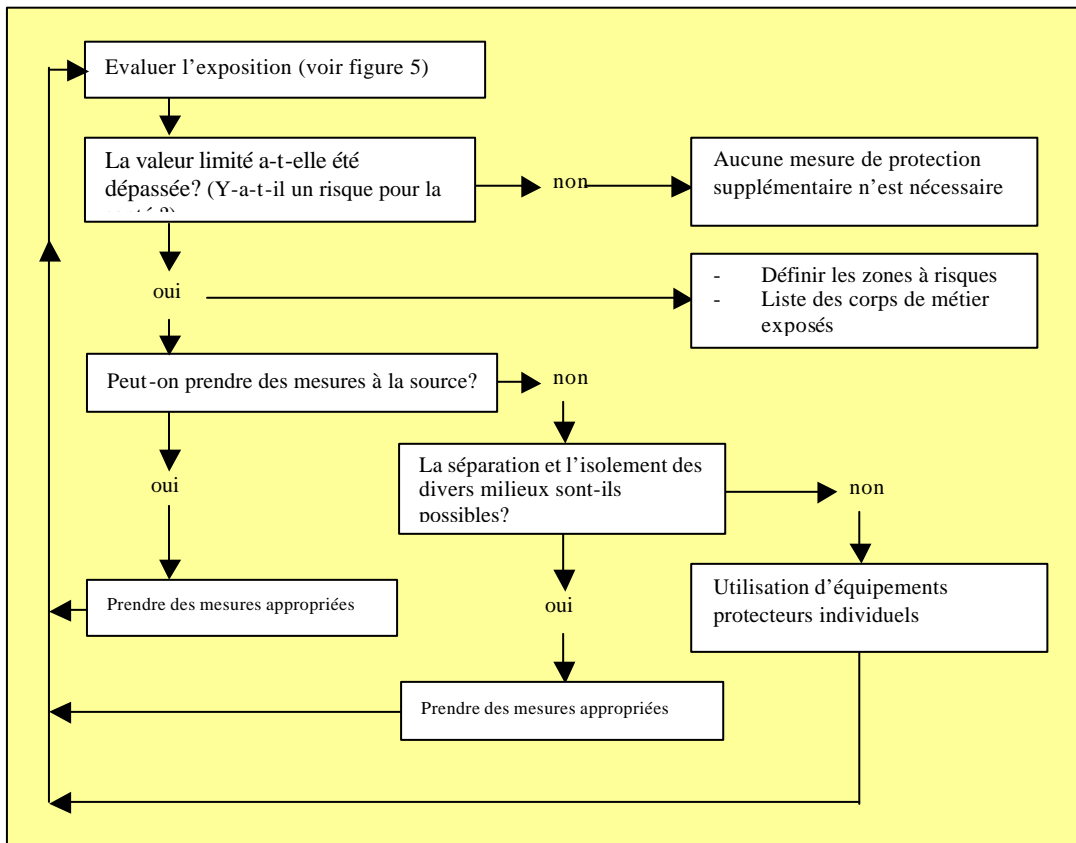 Evaluer l’exposition (voir figure 5)
La valeur limité a-t-elle été
dépassée? (Y-a-t-il un risque pour la
non
Aucune mesure de protection
supplémentaire n’est nécessaire
oui
- Définir les zones à risques
- Liste des corps de métier
exposés
Peut-on prendre des mesures à la source?
non
oui
La séparation et l’isolement des
divers milieux sont-ils
possibles?
non
Prendre des mesures appropriées
oui
Utilisation d’équipements
protecteurs individuels
Prendre des mesures appropriées